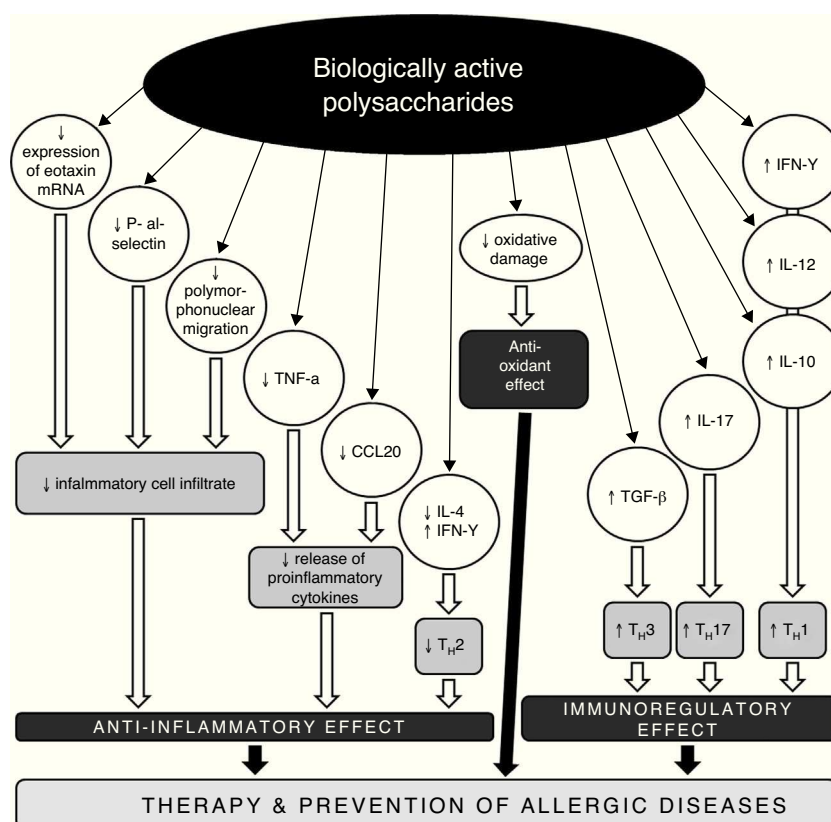 Biologically active
polysaccharides
↓
expression
of eotaxin
mRNA
↓ P- al-
selectin
↓
polymor-
phonuclear
migration
↓ TNF-a
↓ CCL20
↓ IL-4
↑ IFN-Y
↓ oxidative
damage
Anti-
oxidant
effect
↑ IFN-Y
↑ IL-12
↑ IL-10
↑ IL-17
↑ TGF-β
↓ infalmmatory cell infiltrate
↓ release of
proinflammatory
cytokines
↓ TH2
↑ TH3
↑ TH17
↑ TH1
ANTI-INFLAMMATORY EFFECT
IMMUNOREGULATORY
EFFECT
THERAPY & PREVENTION OF ALLERGIC DISEASES